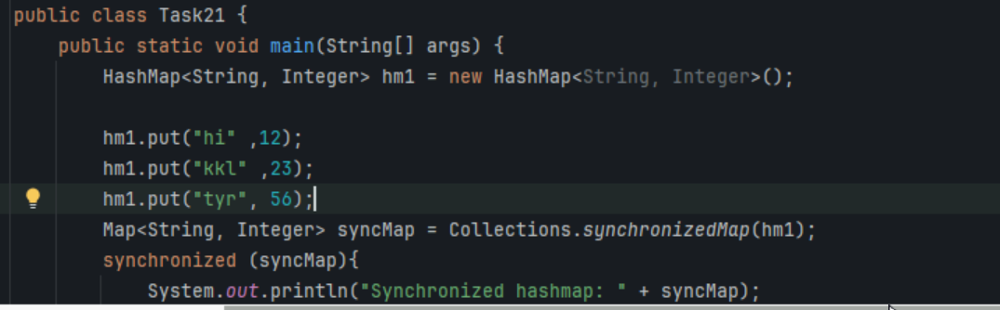 public class Task21 {
public static void main(String[] args) {
HashMap<String, Integer> hm1 = new HashMap<String, Integer>();
hm1.put("hi" ,12);
hm1.put("kkl" ,23);
hm1.put("tyr", 56);
Map<String, Integer> syncMap = Collections.synchronizedMap(hm1);
synchronized (syncMap){
System.out.println("Synchronized hashmap: " + syncMap);